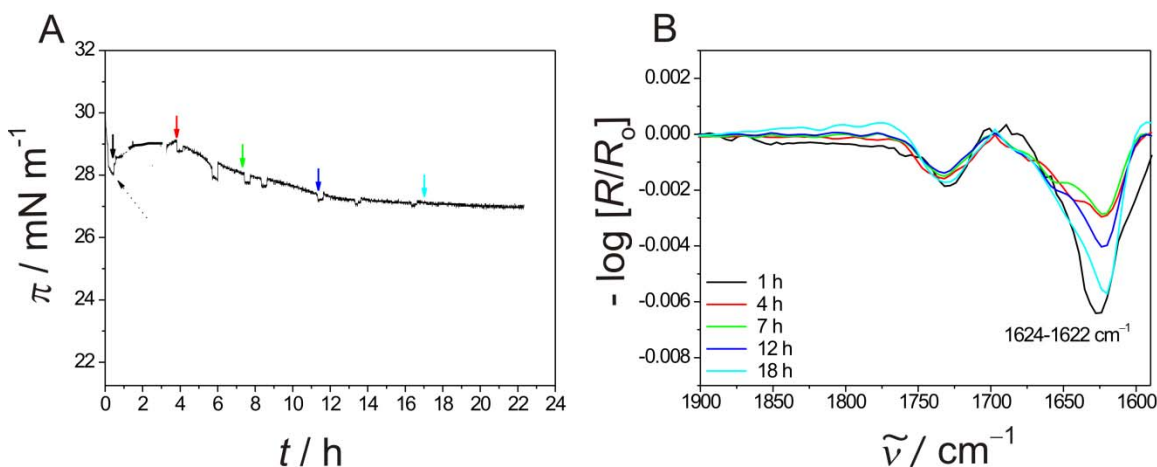 A
32
30
28
26
24
22
π / mN m⁻¹
0 2 4 6 8 10 12 14 16 18 20 22 24
t / h
B
0.002
0.000
-0.002
-0.004
-0.006
-0.008
- log [R/Rₒ]
1 h
4 h
7 h
12 h
18 h
1624-1622 cm⁻¹
1900 1850 1800 1750 1700 1650 1600
ṽ / cm⁻¹